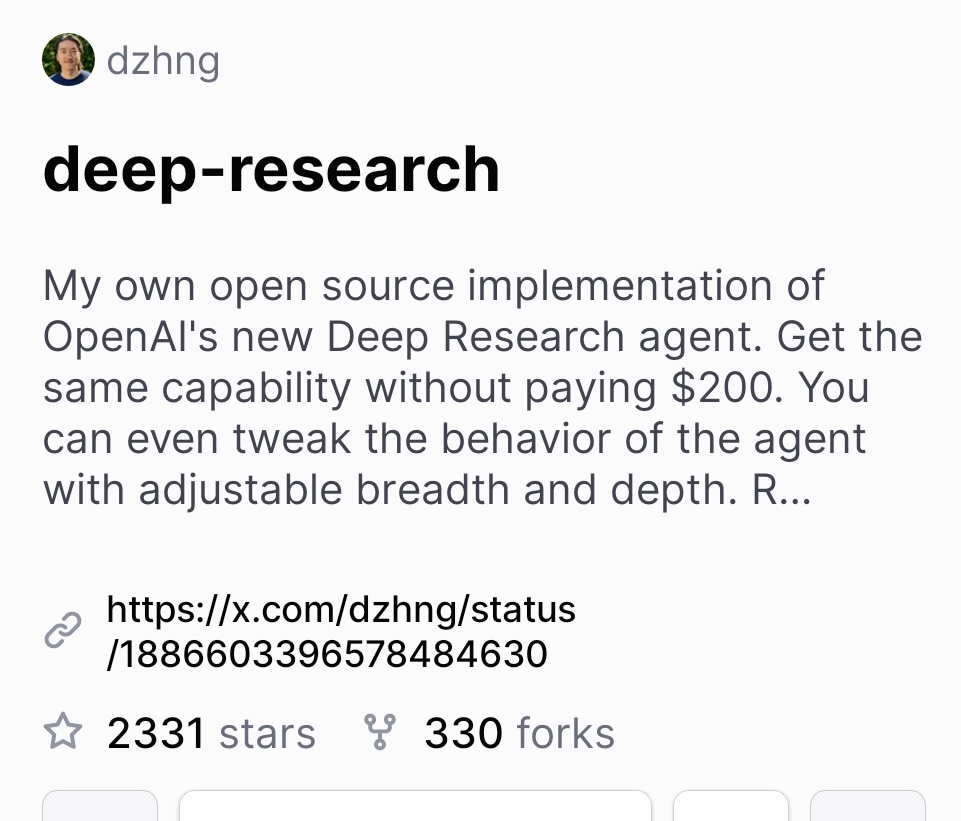 dzhng
deep-research
My own open source implementation of
OpenAI's new Deep Research agent. Get the
same capability without paying $200. You
can even tweak the behavior of the agent
with adjustable breadth and depth. R...
https://x.com/dzhng/status
/1886603396578484630
2331 stars 330 forks